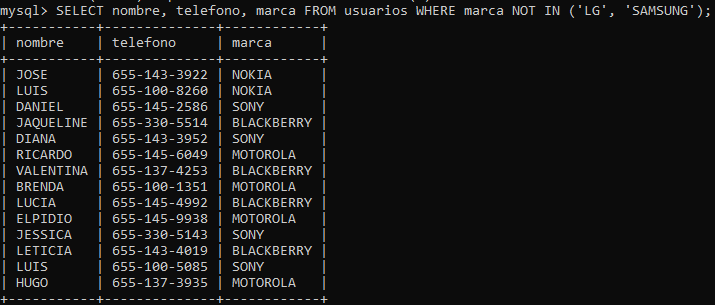 mysql> SELECT nombre, telefono, marca FROM usuarios WHERE marca NOT IN ('LG', 'SAMSUNG');
+-----------+--------------+------------+
| nombre    | telefono     | marca      |
+-----------+--------------+------------+
| JOSE      | 655-143-3922 | NOKIA      |
| LUIS      | 655-100-8260 | NOKIA      |
| DANIEL    | 655-145-2586 | SONY       |
| JAQUELINE | 655-330-5514 | BLACKBERRY |
| DIANA     | 655-143-3952 | SONY       |
| RICARDO   | 655-145-6049 | MOTOROLA   |
| VALENTINA | 655-137-4253 | BLACKBERRY |
| BRENDA    | 655-100-1351 | MOTOROLA   |
| LUCIA     | 655-145-4992 | BLACKBERRY |
| ELPIDIO   | 655-145-9938 | MOTOROLA   |
| JESSICA   | 655-330-5143 | SONY       |
| LETICIA   | 655-143-4019 | BLACKBERRY |
| LUIS      | 655-100-5085 | SONY       |
| HUGO      | 655-137-3935 | MOTOROLA   |
+-----------+--------------+------------+